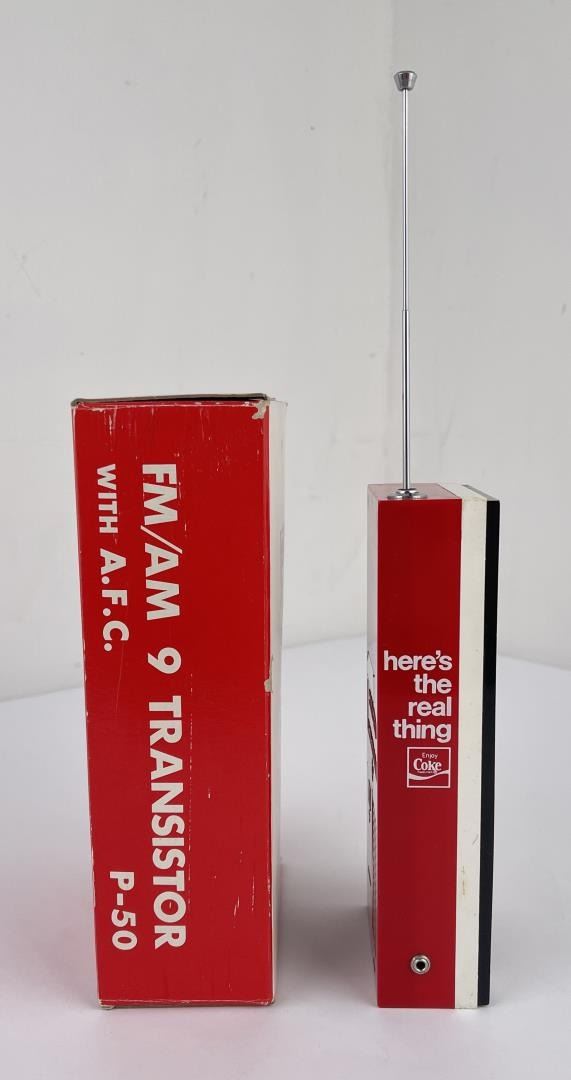 FM/AM 9 TRANSISTOR
WITH A.F.C.
P-50
here's
the
real
thing
Enjoy
Coke